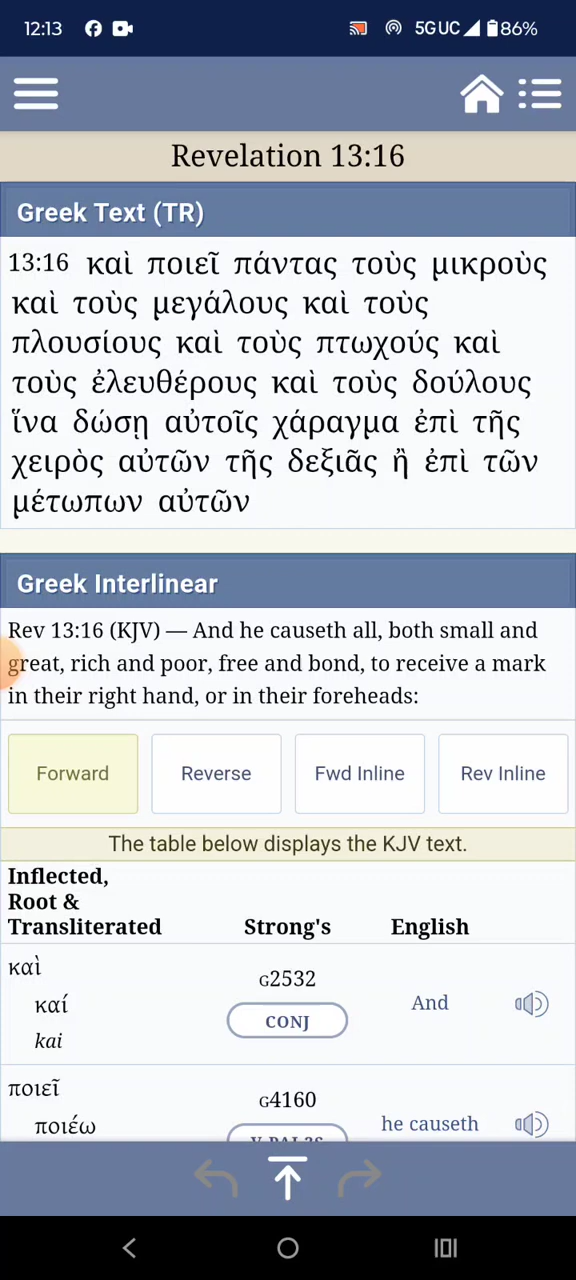 12:13 5G UC 86%
Revelation 13:16
Greek Text (TR)
13:16 καὶ ποιεῖ πάντας τοὺς μικροὺς
καὶ τοὺς μεγάλους καὶ τοὺς
πλουσίους καὶ τοὺς πτωχούς καὶ
τοὺς ἐλευθέρους καὶ τοὺς δούλους
ἵνα δώσῃ αὐτοῖς χάραγμα ἐπὶ τῆς
χειρὸς αὐτῶν τῆς δεξιᾶς ἢ ἐπὶ τῶν
μέτωπων αὐτῶν
Greek Interlinear
Rev 13:16 (KJV) — And he causeth all, both small and
great, rich and poor, free and bond, to receive a mark
in their right hand, or in their foreheads:
Forward Reverse Fwd Inline Rev Inline
The table below displays the KJV text.
Inflected,
Root &
Transliterated Strong's English
καὶ
G2532
καί And
CONJ
kai
ποιεῖ
G4160
ποιέω he causeth